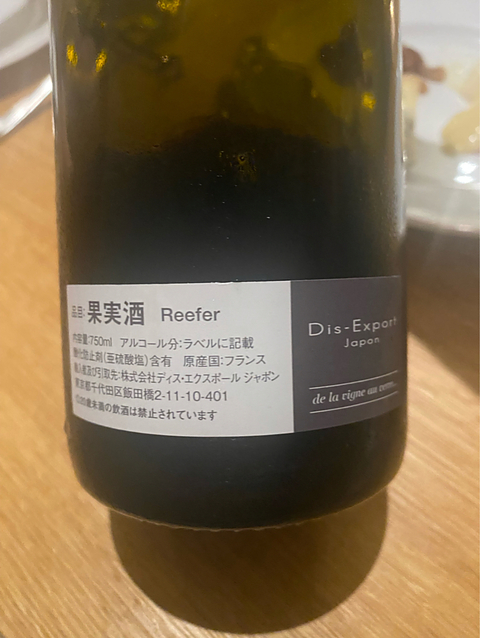 品目:果実酒 Reefer
内容量:750ml アルコール分:ラベルに記載
酸化防止剤(亜硫酸塩)含有 原産国:フランス
輸入者及び引取先:株式会社ディス・エクスポール ジャポン
東京都千代田区飯田橋2-11-10-401
◎20歳未満の飲酒は禁止されています
Dis-Export
Japon
de la vigne au verre...